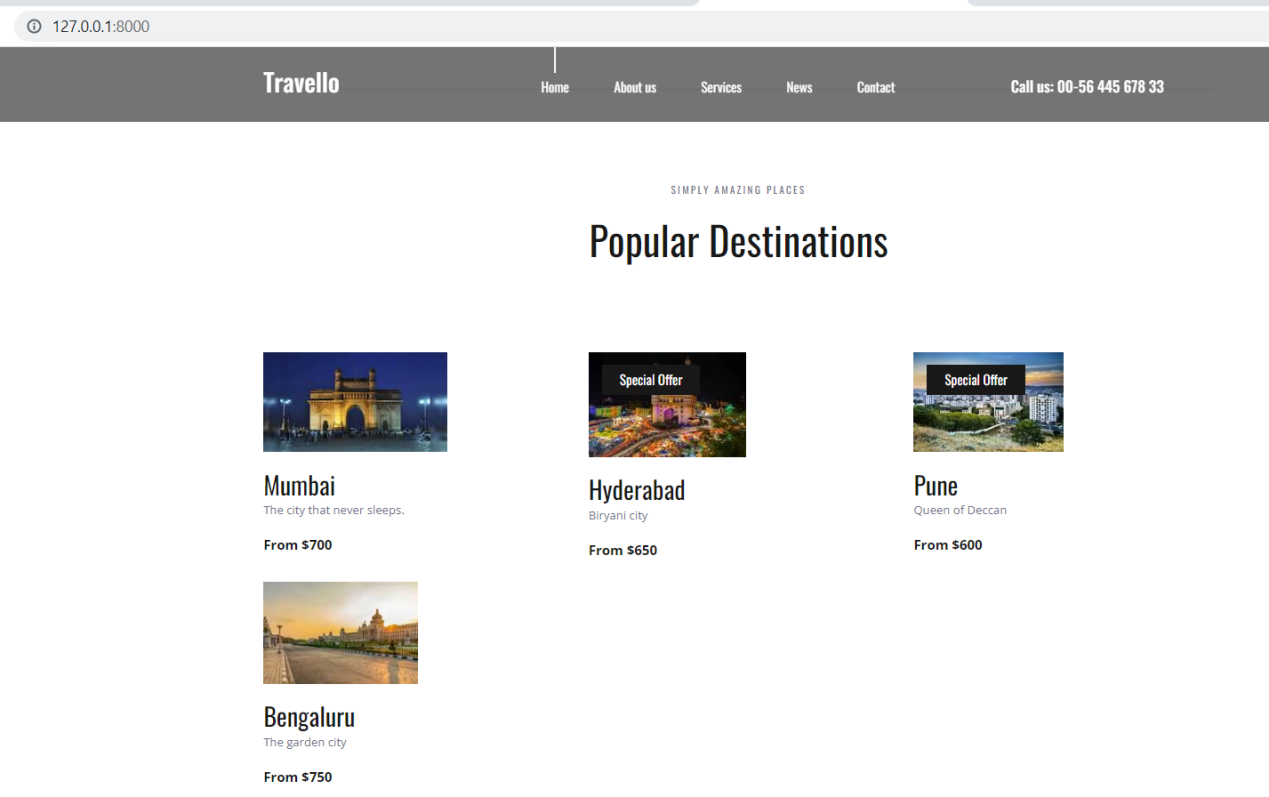 127.0.0.1:8000
Travello
Home About us Services News Contact
Call us: 00-56 445 678 33
SIMPLY AMAZING PLACES
Popular Destinations
Special Offer
Special Offer
Mumbai
The city that never sleeps.
From $700
Hyderabad
Biryani city
From $650
Pune
Queen of Deccan
From $600
Bengaluru
The garden city
From $750